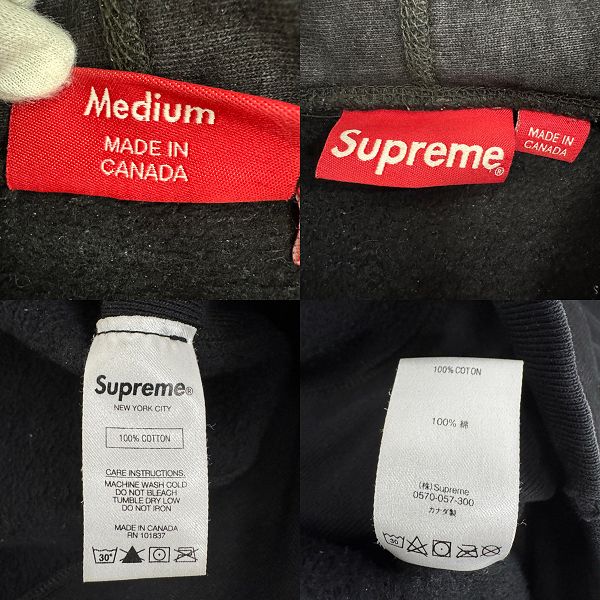 Medium
MADE IN
CANADA
Supreme®
MADE IN
CANADA
Supreme®
NEW YORK CITY
100% COTTON
CARE INSTRUCTIONS:
MACHINE WASH COLD
DO NOT BLEACH
TUMBLE DRY LOW
DO NOT IRON
MADE IN CANADA
RN 101837
30°
100% COTON
100% 綿
(株)Supreme
0570-057-300
カナダ製
30